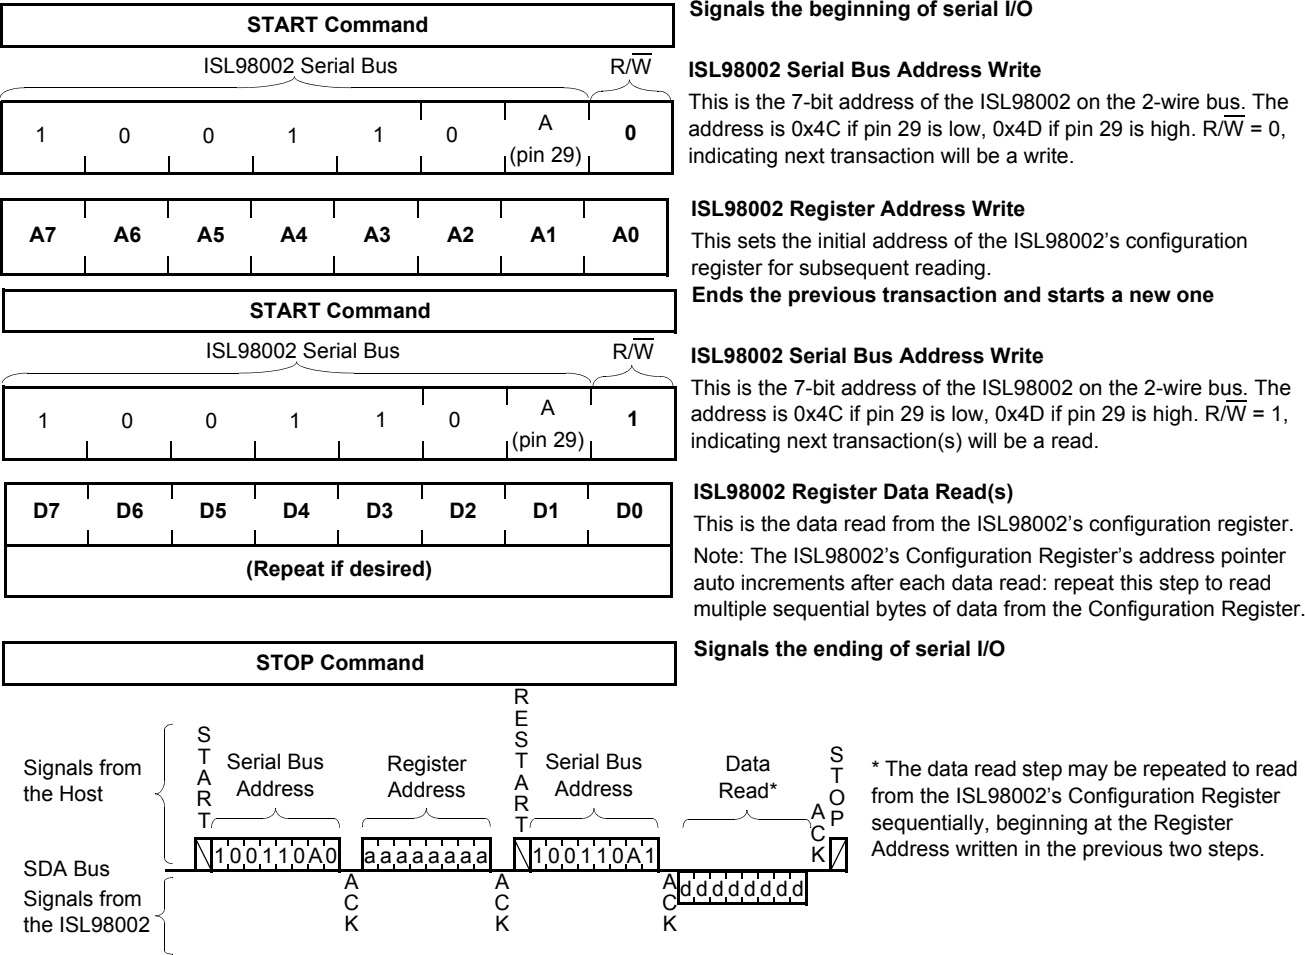 START Command
Signals the beginning of serial I/O
ISL98002 Serial Bus R/W
ISL98002 Serial Bus Address Write
1 0 0 1 1 0 A (pin 29) 0
This is the 7-bit address of the ISL98002 on the 2-wire bus. The
address is 0x4C if pin 29 is low, 0x4D if pin 29 is high. R/W = 0,
indicating next transaction will be a write.
A7 A6 A5 A4 A3 A2 A1 A0
ISL98002 Register Address Write
This sets the initial address of the ISL98002's configuration
register for subsequent reading.
START Command
Ends the previous transaction and starts a new one
ISL98002 Serial Bus R/W
ISL98002 Serial Bus Address Write
1 0 0 1 1 0 A (pin 29) 1
This is the 7-bit address of the ISL98002 on the 2-wire bus. The
address is 0x4C if pin 29 is low, 0x4D if pin 29 is high. R/W = 1,
indicating next transaction(s) will be a read.
D7 D6 D5 D4 D3 D2 D1 D0
(Repeat if desired)
ISL98002 Register Data Read(s)
This is the data read from the ISL98002's configuration register.
Note: The ISL98002's Configuration Register's address pointer
auto increments after each data read: repeat this step to read
multiple sequential bytes of data from the Configuration Register.
STOP Command
Signals the ending of serial I/O
Signals from
the Host
START
Serial Bus
Address
Register
Address
RESTART
Serial Bus
Address
Data
Read*
ACK
STOP
* The data read step may be repeated to read
from the ISL98002's Configuration Register
sequentially, beginning at the Register
Address written in the previous two steps.
100110A0 aaaaaaaa 100110A1
SDA Bus
Signals from
the ISL98002
ACK
ACK
ACK
dddddddd